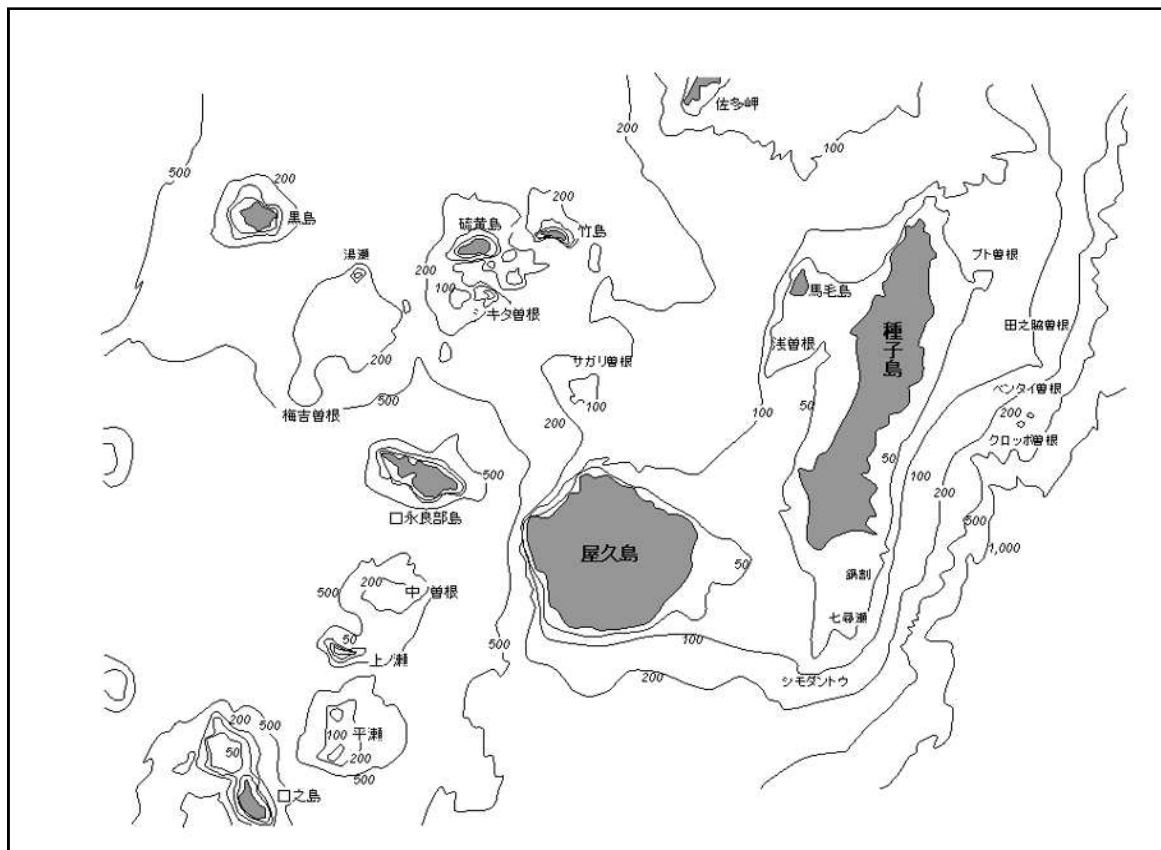 佐多岬
200
100
500
200
黒島
硫黄島
200
竹島
湯瀬
200
100
シキタ曽根
ブト曽根
馬毛島
種子島
田之脇曽根
浅曽根
200
サガリ曽根
100
梅吉曽根
500
100
50
ベンタイ曽根
200
クロッポ曽根
200
50
100
200
500
1,000
500
口永良部島
屋久島
50
鍋割
七尋瀬
500
200
中ノ曽根
50
上ノ瀬
500
100
200
シモダントウ
200
500
50
100
平瀬
200
500
口之島